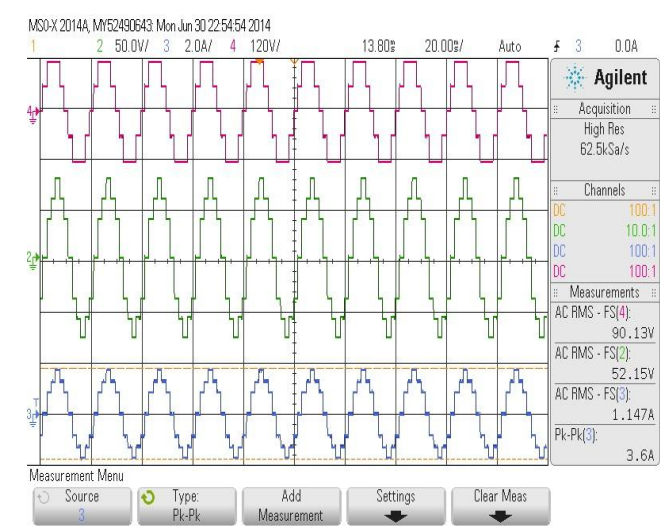 MSO-X 2014A, MY52490643: Mon Jun 30 22:54:54 2014
1 2 50.0V/ 3 2.0A/ 4 120V/ 13.80s 20.00s/ Auto 3 0.0A
Agilent
Acquisition
High Res
62.5kSa/s
Channels
DC 100:1
DC 10.0:1
DC 100:1
DC 100:1
Measurements
AC RMS - FS(4):
90.13V
AC RMS - FS(2):
52.15V
AC RMS - FS(3):
1.147A
Pk-Pk(3):
3.6A
4
2
T
3
Measurement Menu
Source
3
Type:
Pk-Pk
Add
Measurement
Settings
Clear Meas